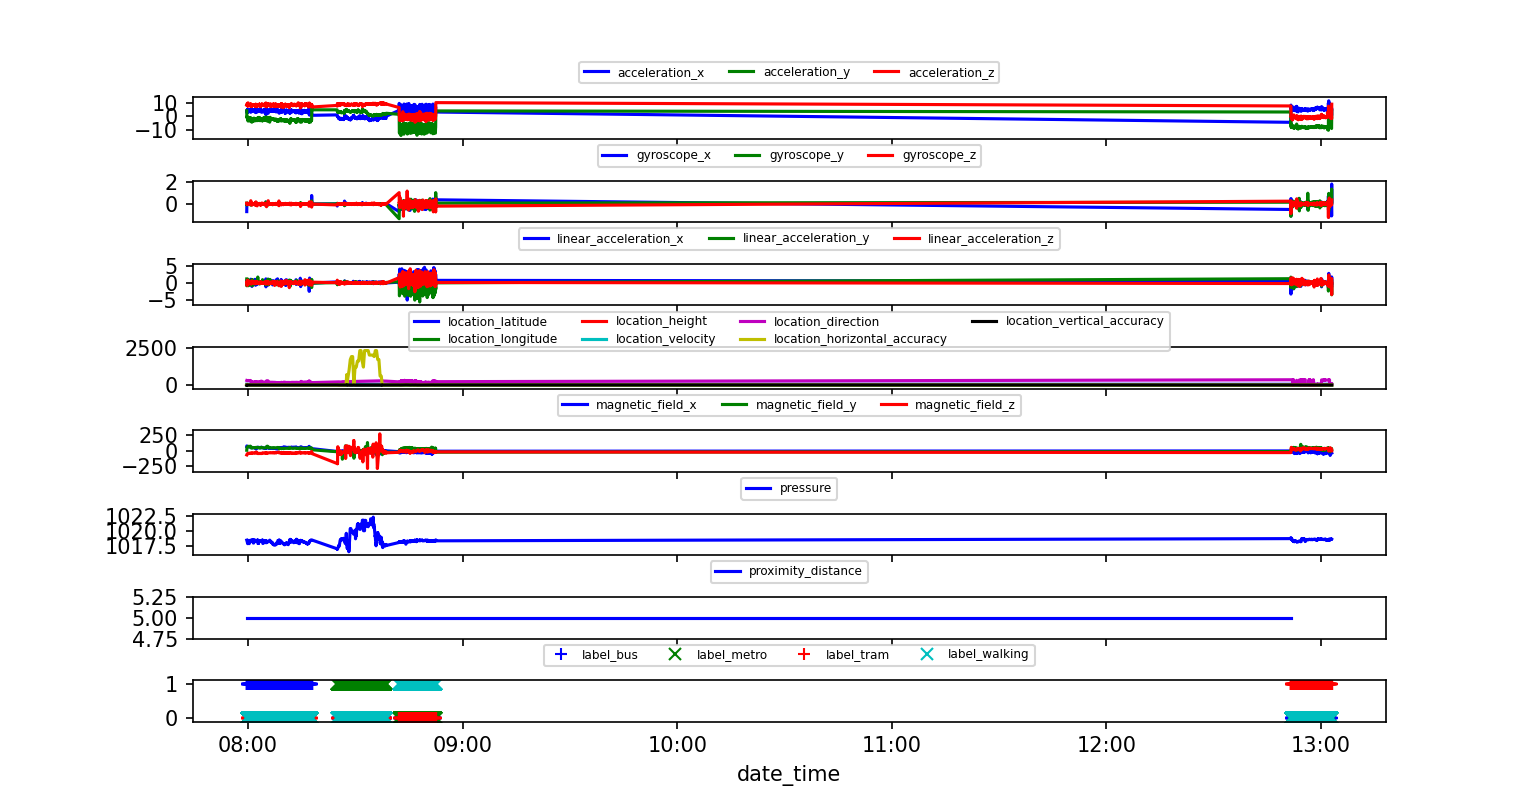 acceleration_x acceleration_y acceleration_z
10
0
−10
gyroscope_x gyroscope_y gyroscope_z
2
0
linear_acceleration_x linear_acceleration_y linear_acceleration_z
5
0
−5
location_latitude location_height location_direction location_vertical_accuracy
location_longitude location_velocity location_horizontal_accuracy
2500
0
magnetic_field_x magnetic_field_y magnetic_field_z
250
0
−250
pressure
1022.5
1020.0
1017.5
proximity_distance
5.25
5.00
4.75
label_bus label_metro label_tram label_walking
1
0
08:00 09:00 10:00 11:00 12:00 13:00
date_time